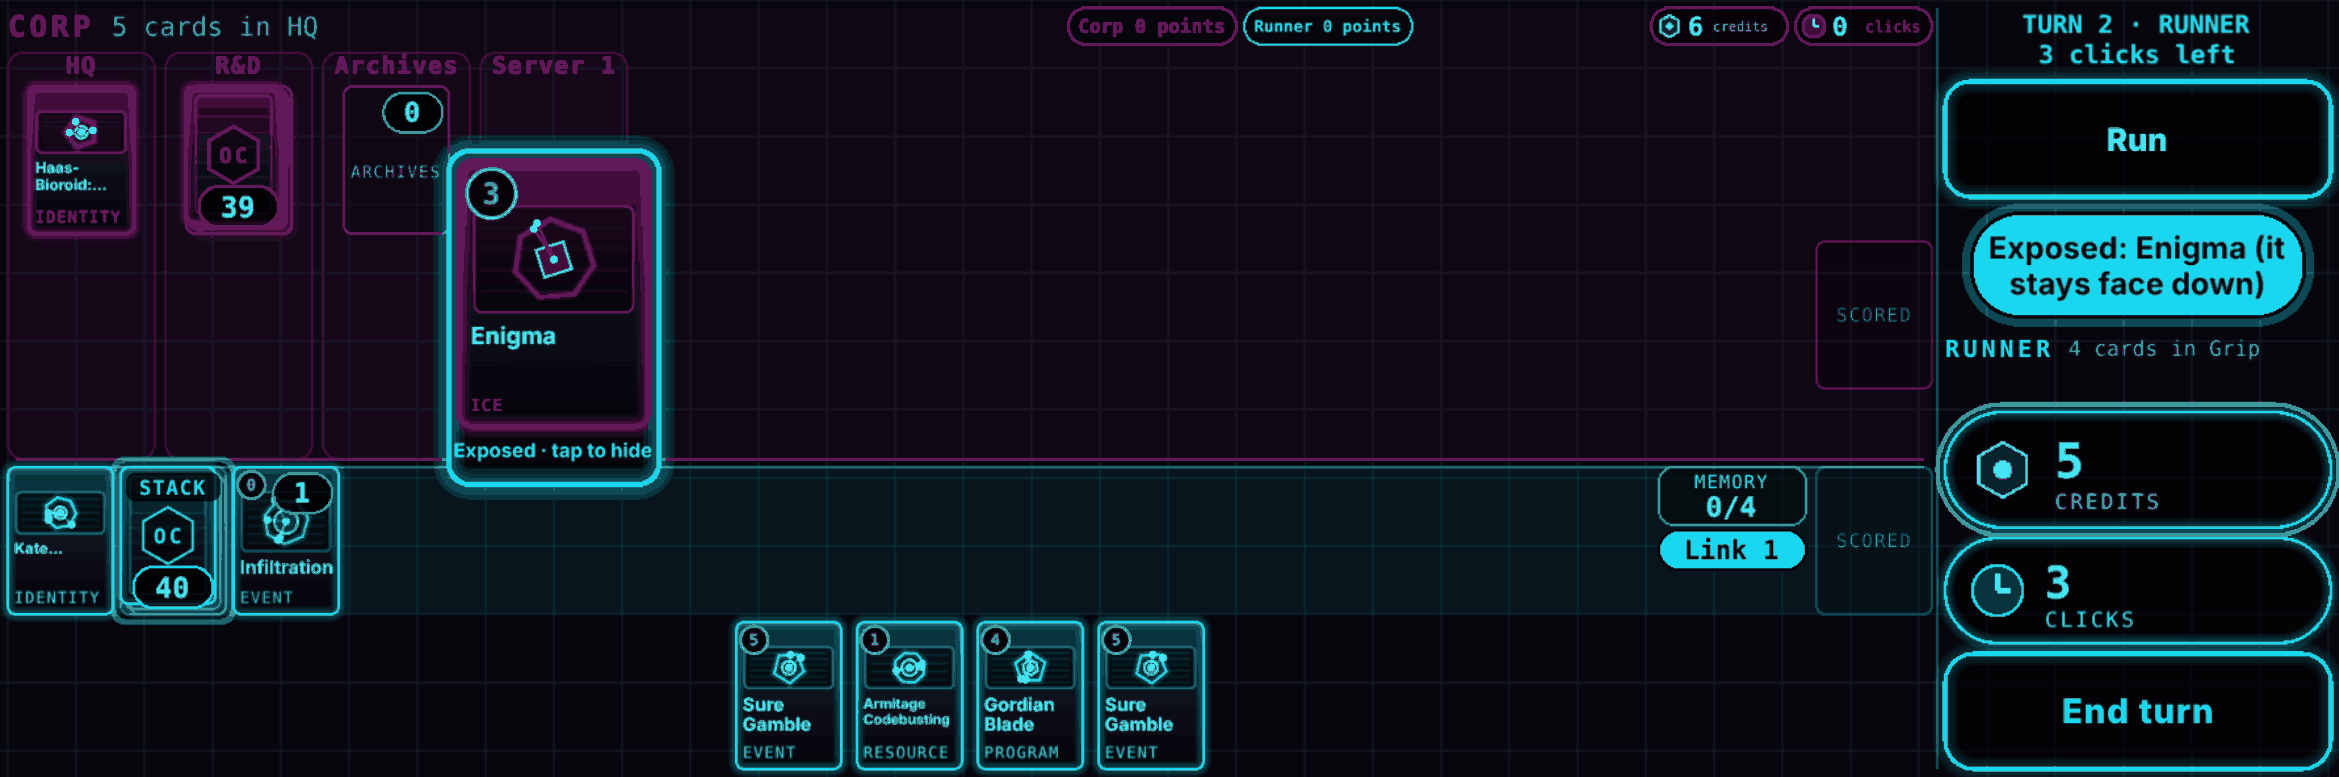 CORP 5 cards in HQ
Corp 0 points
Runner 0 points
6 credits
0 clicks
HQ
R&D
Archives
Server 1
Haas-
Bioroid:...
IDENTITY
OC
39
0
ARCHIVES
3
Enigma
ICE
Exposed · tap to hide
SCORED
Kate...
IDENTITY
STACK
OC
40
0
1
Infiltration
EVENT
MEMORY
0/4
Link 1
SCORED
5
Sure
Gamble
EVENT
1
Armitage
Codebusting
RESOURCE
4
Gordian
Blade
PROGRAM
5
Sure
Gamble
EVENT
TURN 2 · RUNNER
3 clicks left
Run
Exposed: Enigma (it
stays face down)
RUNNER 4 cards in Grip
5
CREDITS
3
CLICKS
End turn